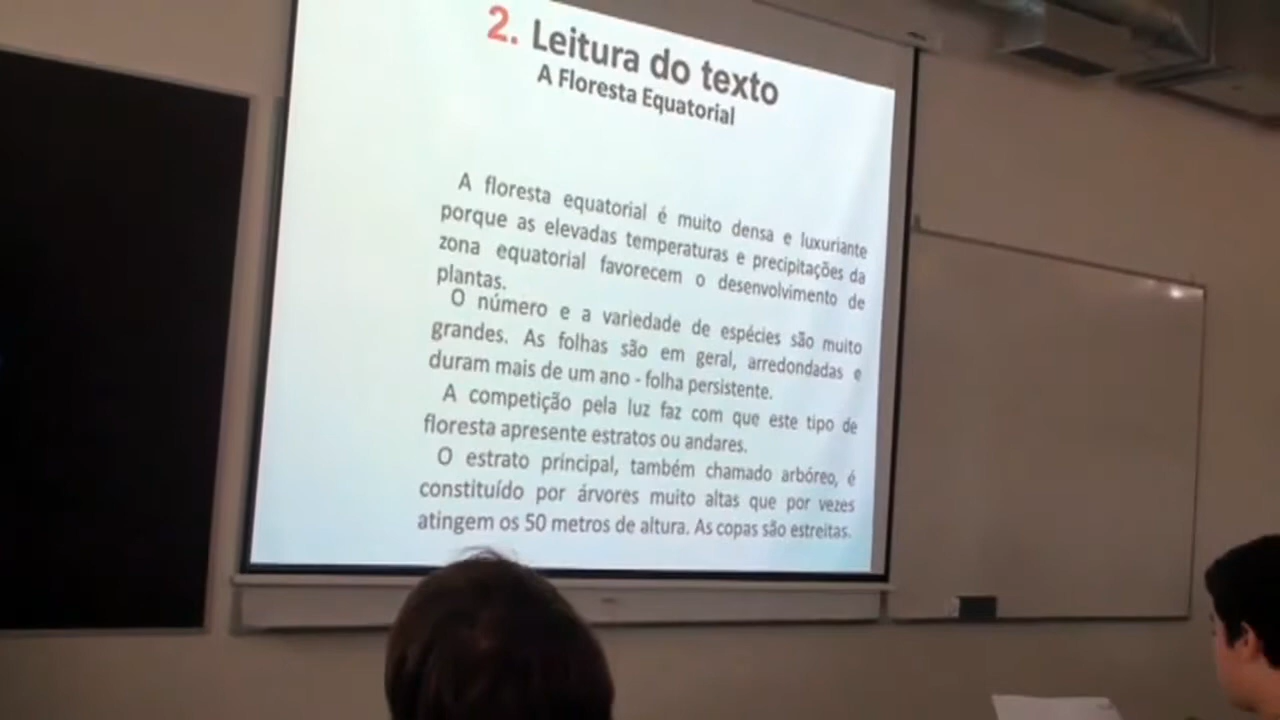 2. Leitura do texto
A Floresta Equatorial
A floresta equatorial é muito densa e luxuriante
porque as elevadas temperaturas e precipitações da
zona equatorial favorecem o desenvolvimento de
plantas.
O número e a variedade de espécies são muito
grandes. As folhas são em geral, arredondadas e
duram mais de um ano - folha persistente.
A competição pela luz faz com que este tipo de
floresta apresente estratos ou andares.
O estrato principal, também chamado arbóreo, é
constituído por árvores muito altas que por vezes
atingem os 50 metros de altura. As copas são estreitas.